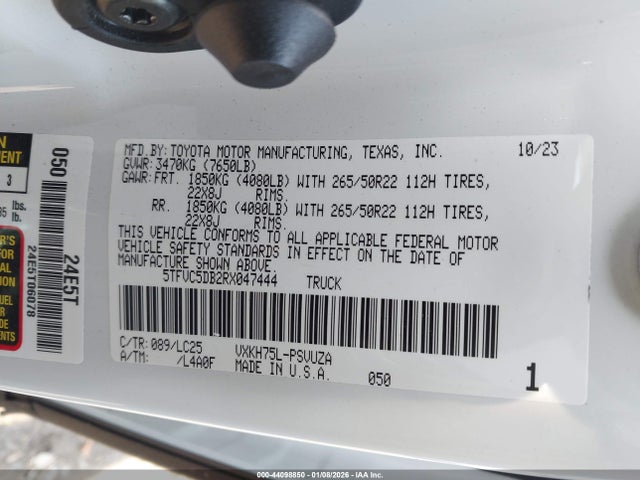 MFD.BY: TOYOTA MOTOR MANUFACTURING, TEXAS, INC. 10/23
GVWR: 3470KG (7650LB)
GAWR: FRT. 1850KG (4080LB) WITH 265/50R22 112H TIRES,
22X8J RIMS.
RR. 1850KG (4080LB) WITH 265/50R22 112H TIRES,
22X8J RIMS.
THIS VEHICLE CONFORMS TO ALL APPLICABLE FEDERAL MOTOR
VEHICLE SAFETY STANDARDS IN EFFECT ON THE DATE OF
MANUFACTURE SHOWN ABOVE.
5TFVC5DB2RX047444 TRUCK
C/TR: 089/LC25 VXKH75L-PSVUZA
A/TM: /L4A0F MADE IN U.S.A. 050 1
050
24E5T
24E5T06078
3
lbs.
lb.
000-44098850 - 01/08/2026 - IAA Inc.